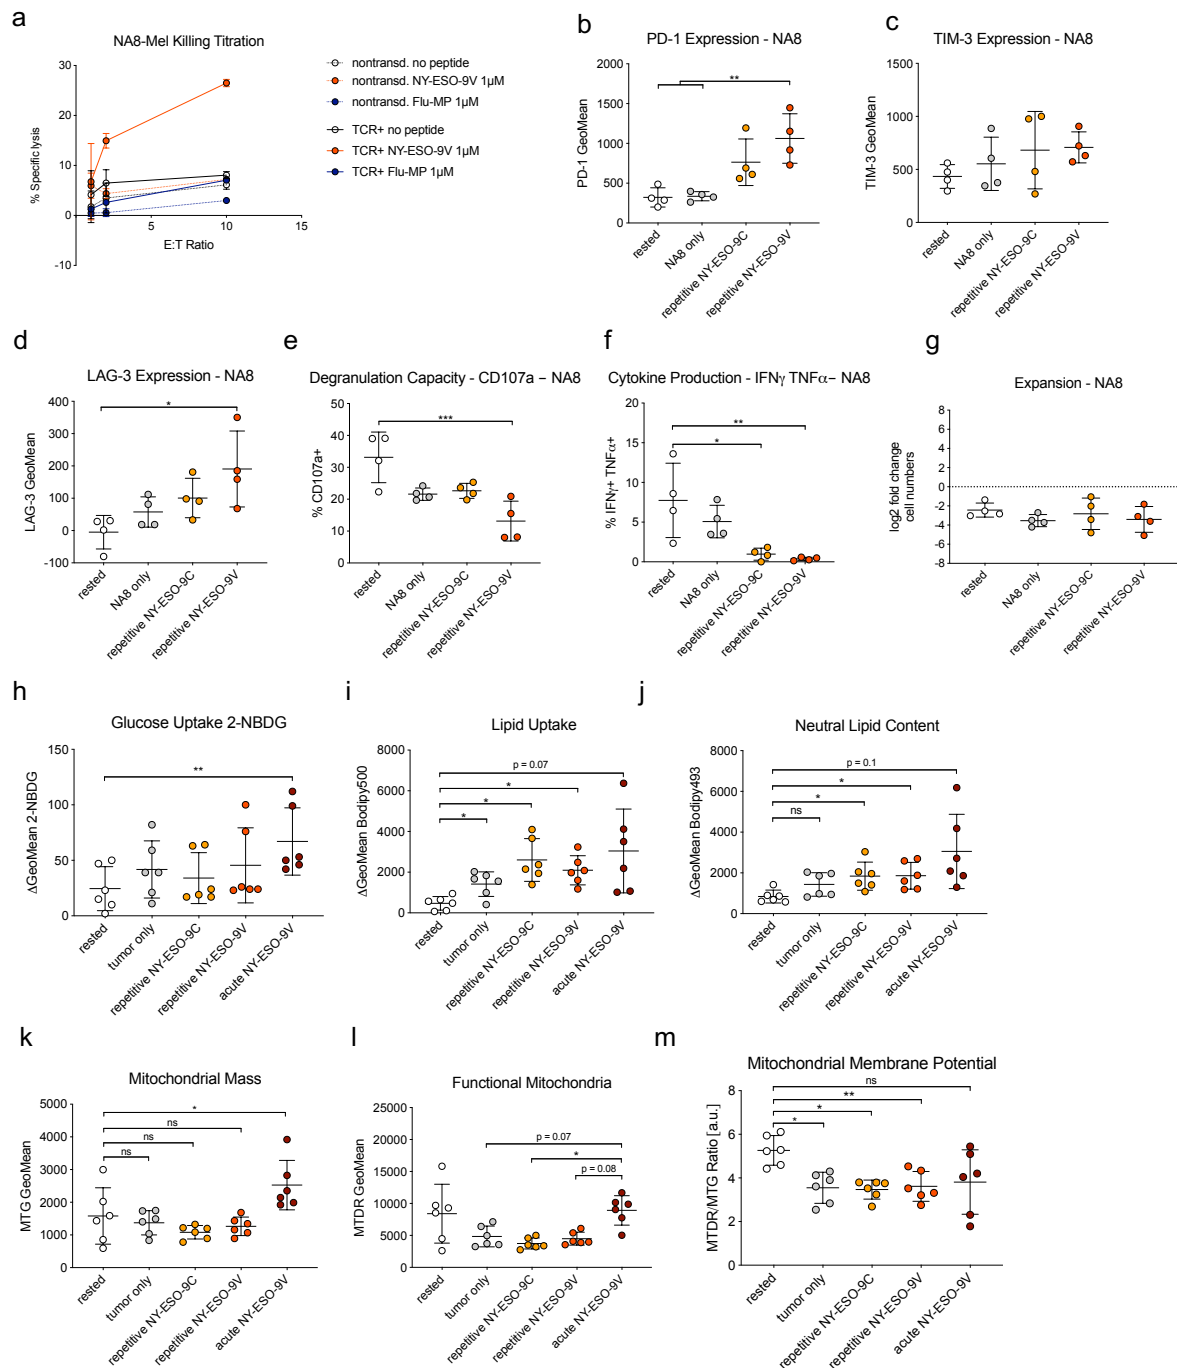 a
NA8-Mel Killing Titration
% Specific lysis
30
20
10
0
-10
5
10
15
E:T Ratio
nontransd. no peptide
nontransd. NY-ESO-9V 1µM
nontransd. Flu-MP 1µM
TCR+ no peptide
TCR+ NY-ESO-9V 1µM
TCR+ Flu-MP 1µM
b
PD-1 Expression - NA8
PD-1 GeoMean
2000
1500
1000
500
0
**
rested
NA8 only
repetitive NY-ESO-9C
repetitive NY-ESO-9V
c
TIM-3 Expression - NA8
TIM-3 GeoMean
1500
1000
500
0
rested
NA8 only
repetitive NY-ESO-9C
repetitive NY-ESO-9V
d
LAG-3 Expression - NA8
LAG-3 GeoMean
400
300
200
100
0
-100
*
rested
NA8 only
repetitive NY-ESO-9C
repetitive NY-ESO-9V
e
Degranulation Capacity - CD107a – NA8
% CD107a+
60
40
30
20
10
0
***
rested
NA8 only
repetitive NY-ESO-9C
repetitive NY-ESO-9V
f
Cytokine Production - IFNγ TNFα– NA8
% IFNγ+ TNFα+
20
15
10
5
0
**
*
rested
NA8 only
repetitive NY-ESO-9C
repetitive NY-ESO-9V
g
Expansion - NA8
log2 fold change
cell numbers
8
6
4
2
0
-2
-4
-6
-8
rested
NA8 only
repetitive NY-ESO-9C
repetitive NY-ESO-9V
h
Glucose Uptake 2-NBDG
ΔGeoMean 2-NBDG
150
100
50
0
**
rested
tumor only
repetitive NY-ESO-9C
repetitive NY-ESO-9V
acute NY-ESO-9V
i
Lipid Uptake
ΔGeoMean Bodipy500
8000
6000
4000
2000
0
p = 0.07
*
*
*
rested
tumor only
repetitive NY-ESO-9C
repetitive NY-ESO-9V
acute NY-ESO-9V
j
Neutral Lipid Content
ΔGeoMean Bodipy493
8000
6000
4000
2000
0
p = 0.1
*
*
ns
rested
tumor only
repetitive NY-ESO-9C
repetitive NY-ESO-9V
acute NY-ESO-9V
k
Mitochondrial Mass
MTG GeoMean
5000
4000
3000
2000
1000
0
*
ns
ns
ns
rested
tumor only
repetitive NY-ESO-9C
repetitive NY-ESO-9V
acute NY-ESO-9V
l
Functional Mitochondria
MTDR GeoMean
25000
20000
15000
10000
5000
0
p = 0.07
*
p = 0.08
rested
tumor only
repetitive NY-ESO-9C
repetitive NY-ESO-9V
acute NY-ESO-9V
m
Mitochondrial Membrane Potential
MTDR/MTG Ratio [a.u.]
8
6
4
2
0
ns
**
*
*
rested
tumor only
repetitive NY-ESO-9C
repetitive NY-ESO-9V
acute NY-ESO-9V